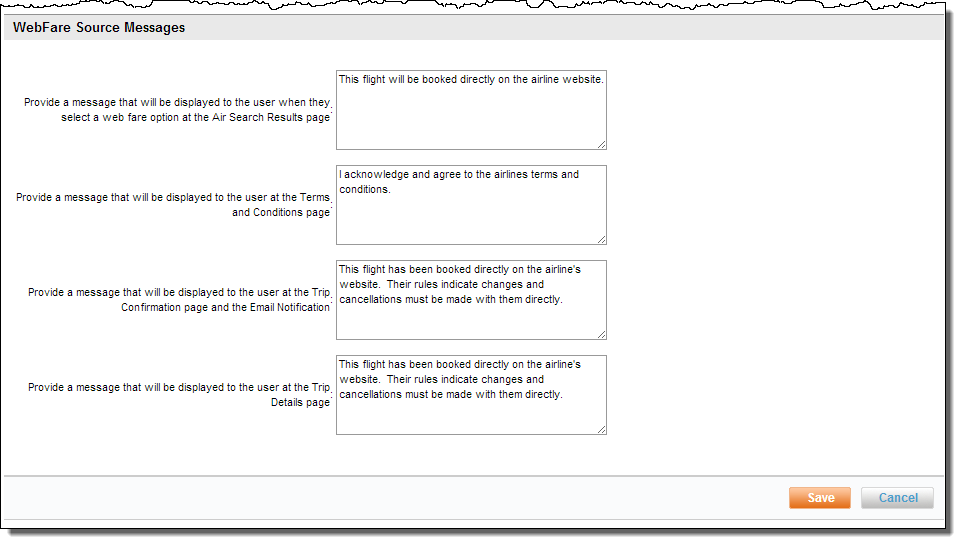 WebFare Source Messages
Provide a message that will be displayed to the user when they
select a web fare option at the Air Search Results page:
This flight will be booked directly on the airline website.
Provide a message that will be displayed to the user at the Terms
and Conditions page:
I acknowledge and agree to the airlines terms and
conditions.
Provide a message that will be displayed to the user at the Trip
Confirmation page and the Email Notification:
This flight has been booked directly on the airline's
website.  Their rules indicate changes and
cancellations must be made with them directly.
Provide a message that will be displayed to the user at the Trip
Details page:
This flight has been booked directly on the airline's
website.  Their rules indicate changes and
cancellations must be made with them directly.
Save Cancel